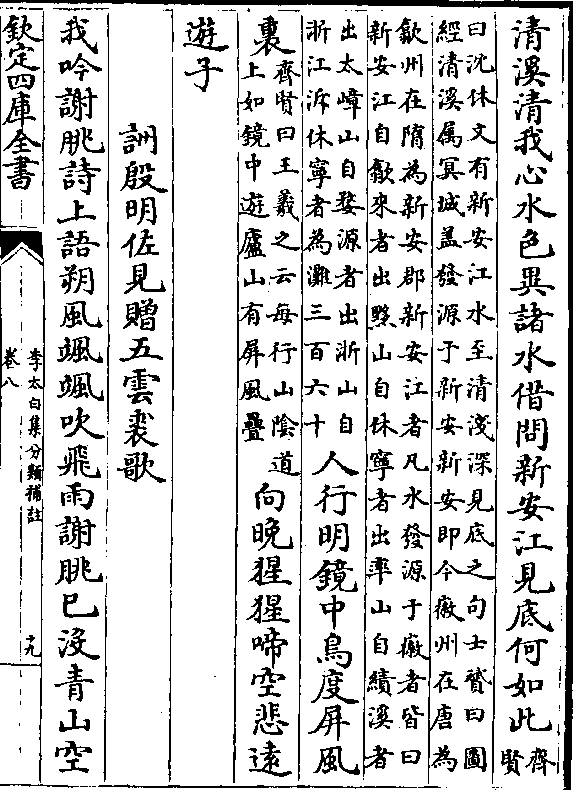 清溪清我心水色異諸水借問新安江見底何如此齊賢
曰沈休文有新安江水至清淺深見底之句士贇曰圖
經清溪属冥城盖發源于新安新安即今徽州在唐為
歙州在隋為新安郡新安江者凡水發源于徽者皆曰
新安江自歙來者出黟山自休寧者出率山自績溪者
出太嶂山自婺源者出浙山自
浙江泝休寧者為灘三百六十
人行明鏡中鳥度屏風
裏
齊賢曰王羲之云每行山隂道
上如鏡中遊廬山有屏風疊
向晚猩猩啼空悲遠
遊子
詶殷明佐見贈五雲裘歌
我吟謝朓詩上語朔風颯颯吹飛雨謝朓已沒青山空
欽定四庫全書
李太白集分類補註
卷八
十九